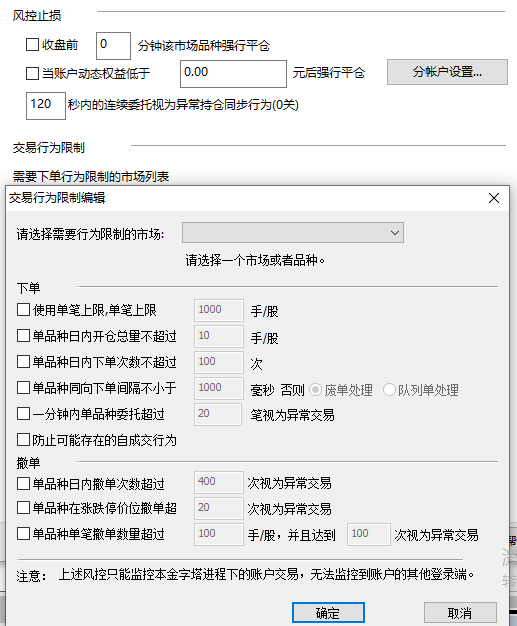 风控止损
收盘前 0 分钟该市场品种强行平仓
当账户动态权益低于 0.00 元后强行平仓 分帐户设置...
120 秒内的连续委托视为异常持仓同步行为(0关)
交易行为限制
需要下单行为限制的市场列表
交易行为限制编辑
请选择需要行为限制的市场:
请选择一个市场或者品种。
下单
使用单笔上限,单笔上限 1000 手/股
单品种日内开仓总量不超过 10 手/股
单品种日内下单次数不超过 100 次
单品种同向下单间隔不小于 1000 毫秒 否则 废单处理 队列单处理
一分钟内单品种委托超过 20 笔视为异常交易
防止可能存在的自成交行为
撤单
单品种日内撤单次数超过 400 次视为异常交易
单品种在涨跌停价位撤单超 20 次视为异常交易
单品种单笔撤单数量超过 100 手/股，并且达到 100 次视为异常交易
注意: 上述风控只能监控本金字塔进程下的账户交易，无法监控到账户的其他登录端。
确定 取消